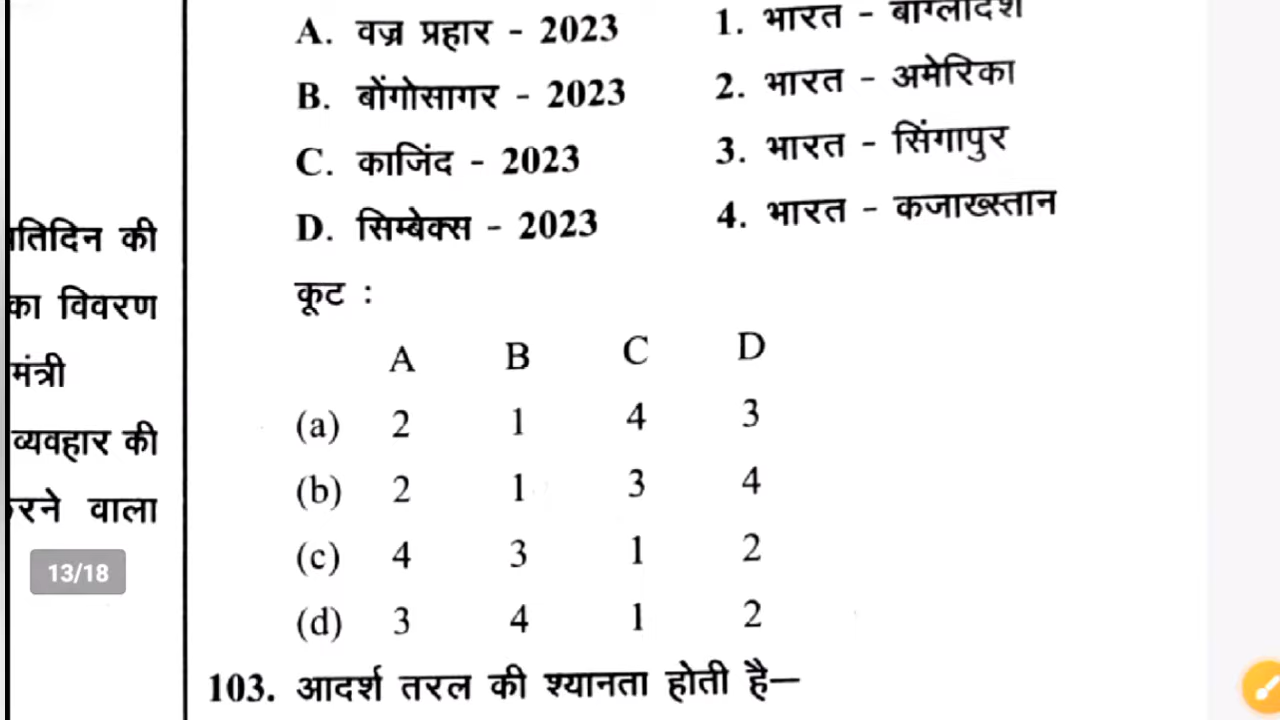 A. वज्र प्रहार - 2023 1. भारत - बांग्लादेश
B. बोंगोसागर - 2023 2. भारत - अमेरिका
C. काजिंद - 2023 3. भारत - सिंगापुर
D. सिम्बेक्स - 2023 4. भारत - कजाख्स्तान
कूट :
A B C D
(a) 2 1 4 3
(b) 2 1 3 4
(c) 4 3 1 2
(d) 3 4 1 2
103. आदर्श तरल की श्यानता होती है—
की
का विवरण
मंत्री
व्यवहार की
वाला
13/18